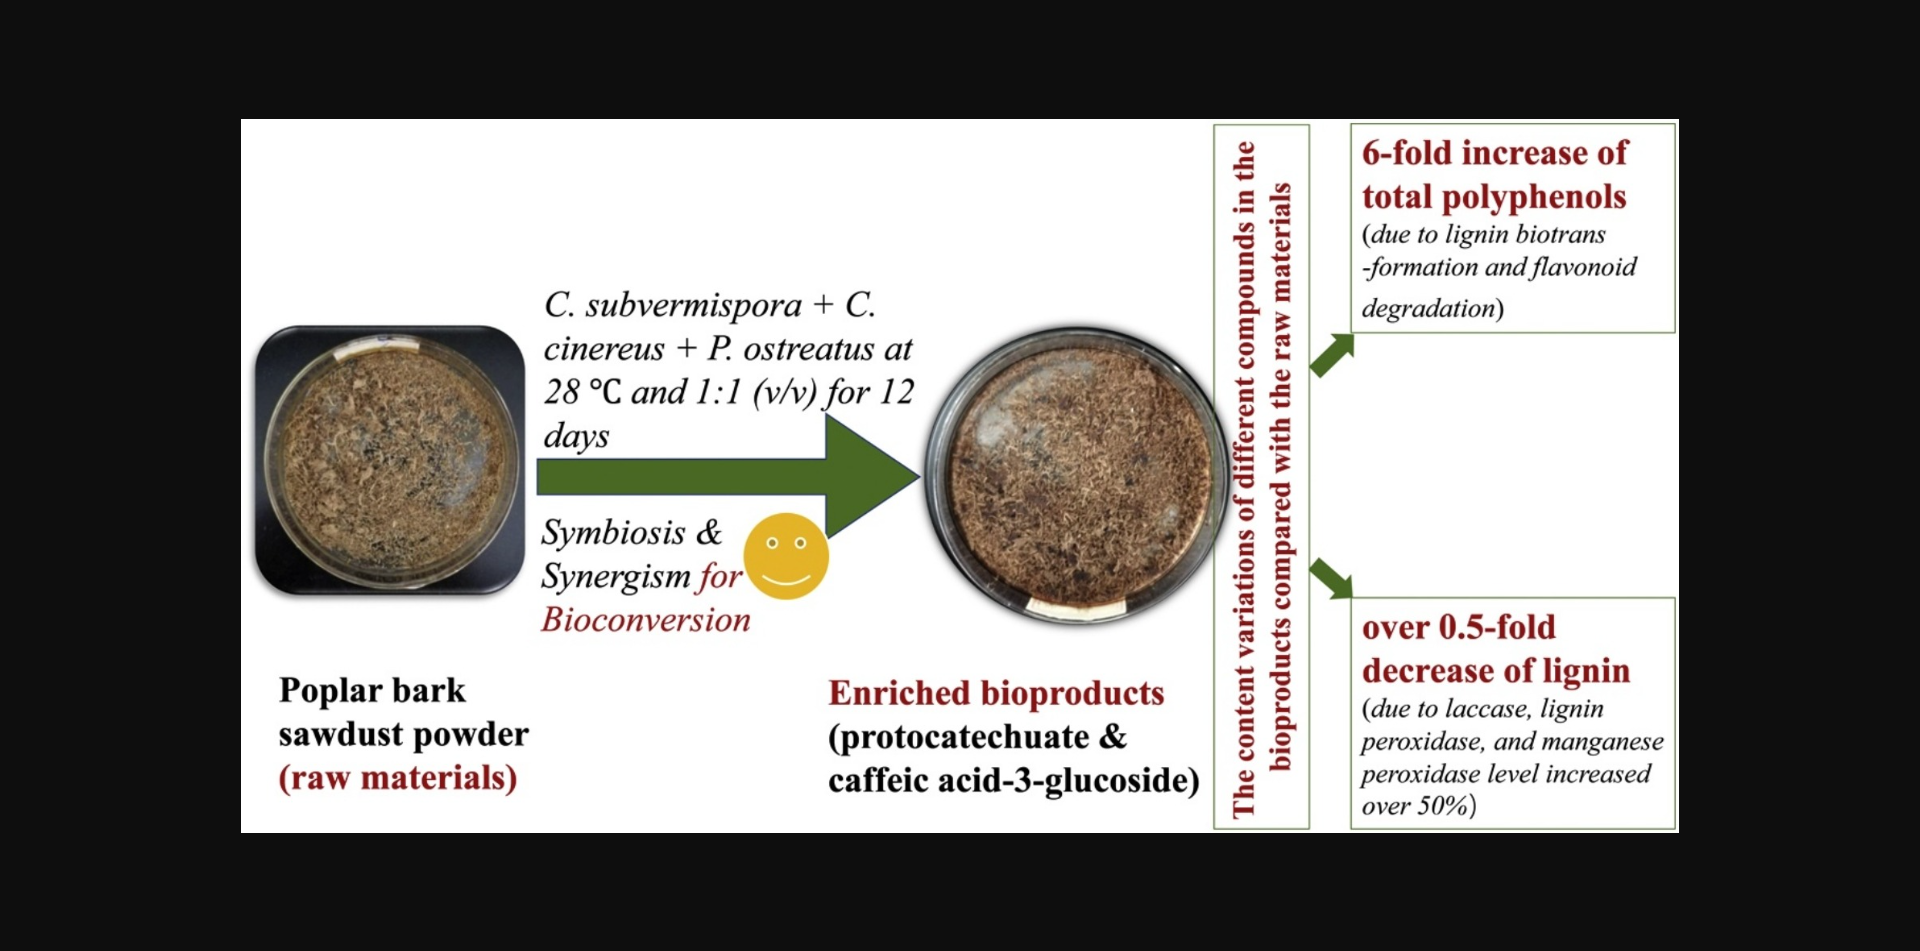 C. subvermispora + C.
cinereus + P. ostreatus at
28 ℃ and 1:1 (v/v) for 12
days
Symbiosis &
Synergism for
Bioconversion
Poplar bark
sawdust powder
(raw materials)
Enriched bioproducts
(protocatechuate &
caffeic acid-3-glucoside)
The content variations of different compounds in the
bioproducts compared with the raw materials
6-fold increase of
total polyphenols
(due to lignin biotrans
-formation and flavonoid
degradation)
over 0.5-fold
decrease of lignin
(due to laccase, lignin
peroxidase, and manganese
peroxidase level increased
over 50%)